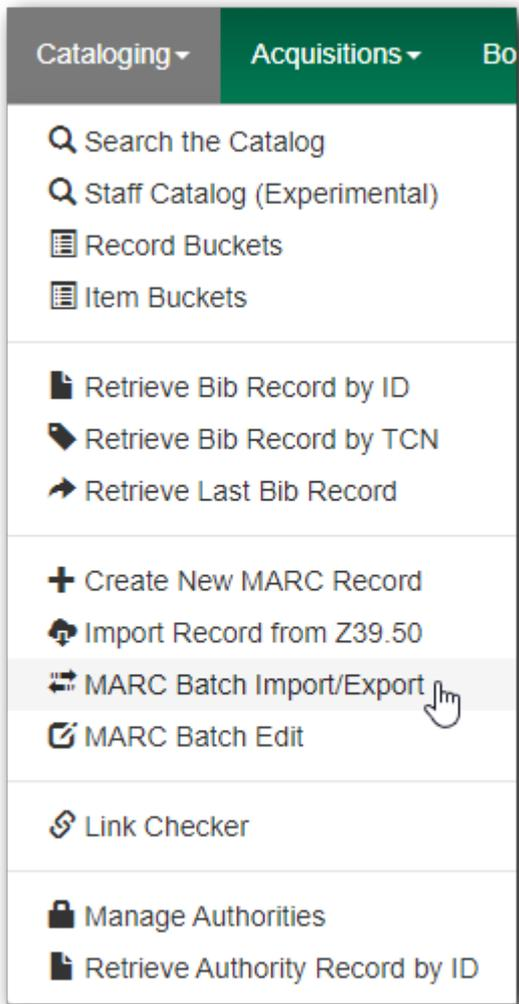 Cataloging
Acquisitions
Bo
Search the Catalog
Staff Catalog (Experimental)
Record Buckets
Item Buckets
Retrieve Bib Record by ID
Retrieve Bib Record by TCN
Retrieve Last Bib Record
Create New MARC Record
Import Record from Z39.50
MARC Batch Import/Export
MARC Batch Edit
Link Checker
Manage Authorities
Retrieve Authority Record by ID